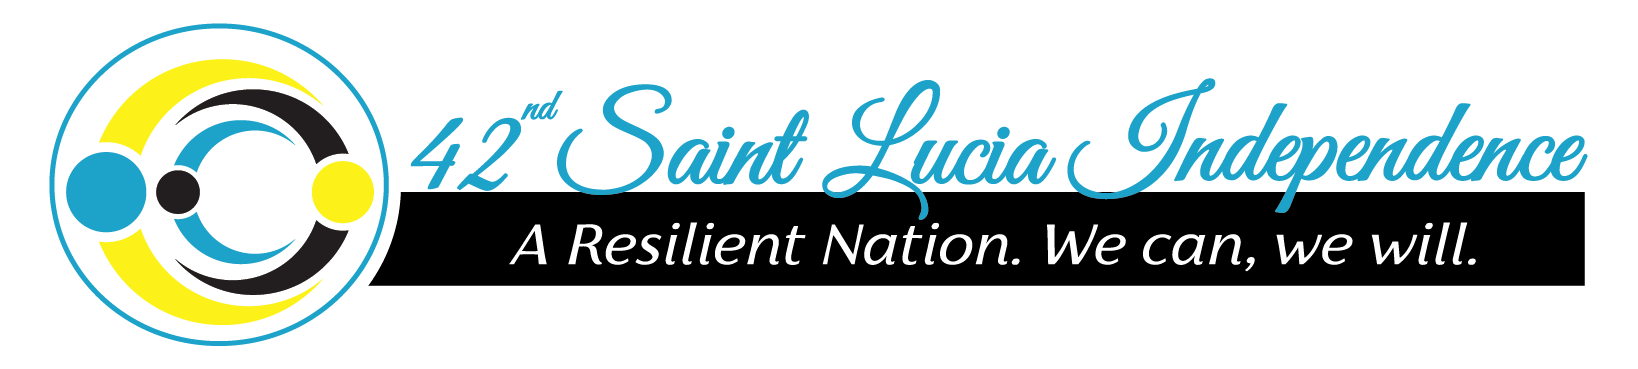 42nd Saint Lucia Independence
A Resilient Nation. We can, we will.